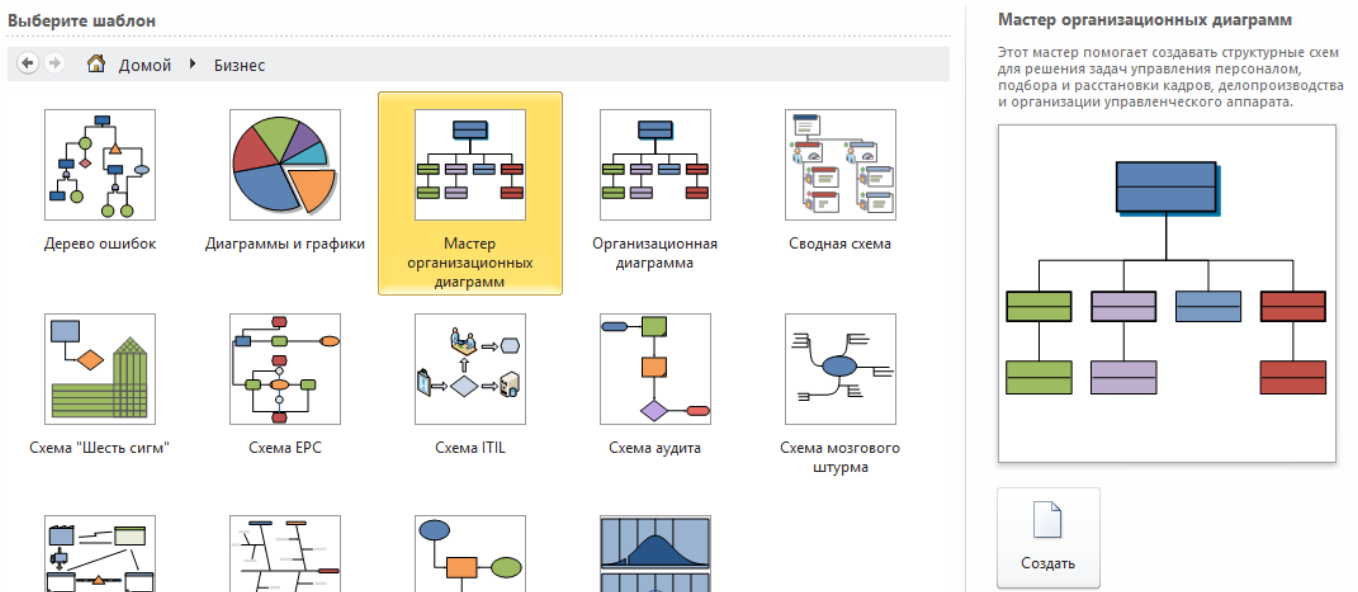 Выберите шаблон
Домой
Бизнес
Дерево ошибок
Диаграммы и графики
Мастер
организационных
диаграмм
Организационная
диаграмма
Сводная схема
Схема "Шесть сигм"
Схема EPC
Схема ITIL
Схема аудита
Схема мозгового
штурма
Мастер организационных диаграмм
Этот мастер помогает создавать структурные схем
для решения задач управления персоналом,
подбора и расстановки кадров, делопроизводства
и организации управленческого аппарата.
Создать